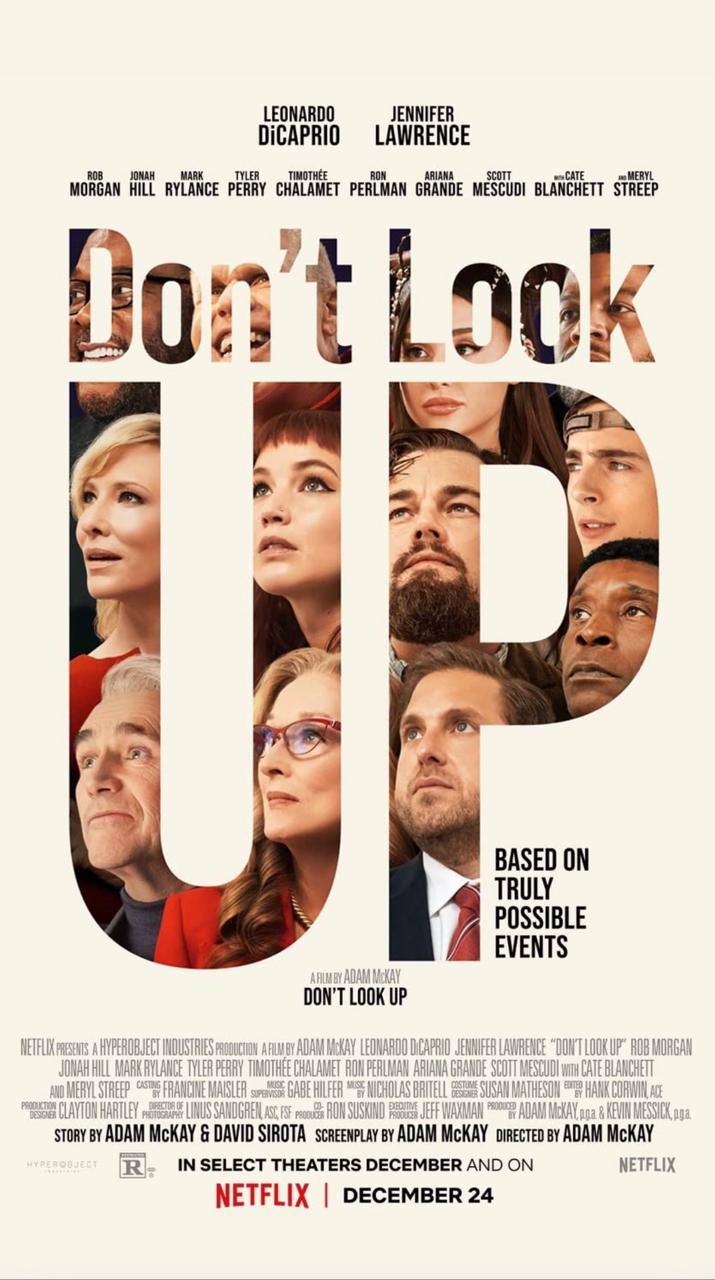 LEONARDO DiCAPRIO JENNIFER LAWRENCE
ROB MORGAN JONAH HILL MARK RYLANCE TYLER PERRY TIMOTHÉE CHALAMET RON PERLMAN ARIANA GRANDE SCOTT MESCUDI WITH CATE BLANCHETT AND MERYL STREEP
Don't Look
UP
BASED ON
TRULY
POSSIBLE
EVENTS
A FILM BY ADAM McKAY
DON'T LOOK UP
NETFLIX PRESENTS A HYPEROBJECT INDUSTRIES PRODUCTION A FILM BY ADAM McKAY LEONARDO DiCAPRIO JENNIFER LAWRENCE "DON'T LOOK UP" ROB MORGAN
JONAH HILL MARK RYLANCE TYLER PERRY TIMOTHÉE CHALAMET RON PERLMAN ARIANA GRANDE SCOTT MESCUDI WITH CATE BLANCHETT
AND MERYL STREEP CASTING BY FRANCINE MAISLER MUSIC SUPERVISOR GABE HILFER MUSIC BY NICHOLAS BRITELL COSTUME DESIGNER SUSAN MATHESON EDITED BY HANK CORWIN, ACE
PRODUCTION DESIGNER CLAYTON HARTLEY DIRECTOR OF PHOTOGRAPHY LINUS SANDGREN, ASC, FSF CO-PRODUCER RON SUSKIND EXECUTIVE PRODUCER JEFF WAXMAN PRODUCED BY ADAM McKAY, p.g.a. & KEVIN MESSICK, p.g.a.
STORY BY ADAM McKAY & DAVID SIROTA SCREENPLAY BY ADAM McKAY DIRECTED BY ADAM McKAY
HYPEROBJECT industries R IN SELECT THEATERS DECEMBER AND ON NETFLIX
NETFLIX | DECEMBER 24